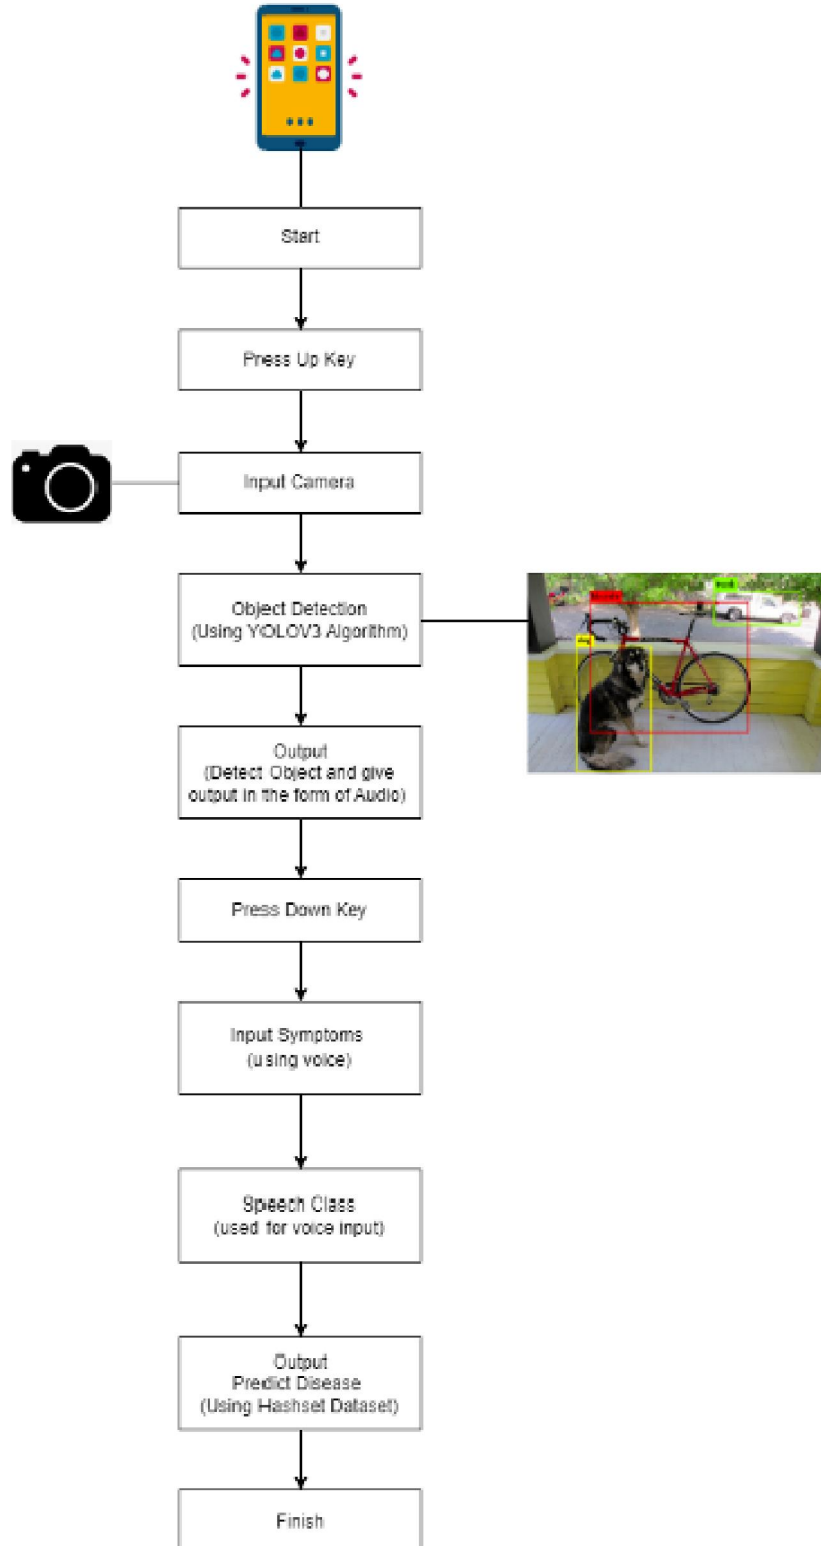 Start
Press Up Key
Input Camera
Object Detection
(Using YOLOV3 Algorithm)
dog
Output
(Detect Object and give
output in the form of Audio)
Press Down Key
Input Symptoms
(using voice)
Speech Class
(used for voice input)
Output
Predict Disease
(Using Hashset Dataset)
Finish